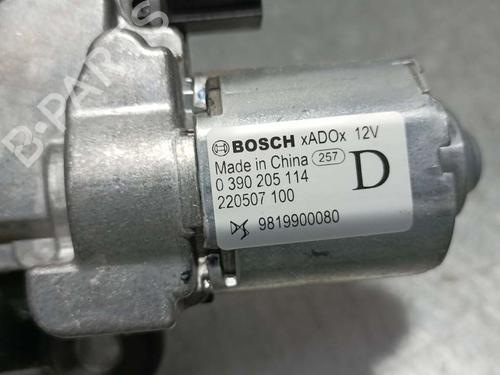 BOSCH xADOx 12V
Made in China 257
0 390 205 114 D
220507 100
9819900080
B-PARTS